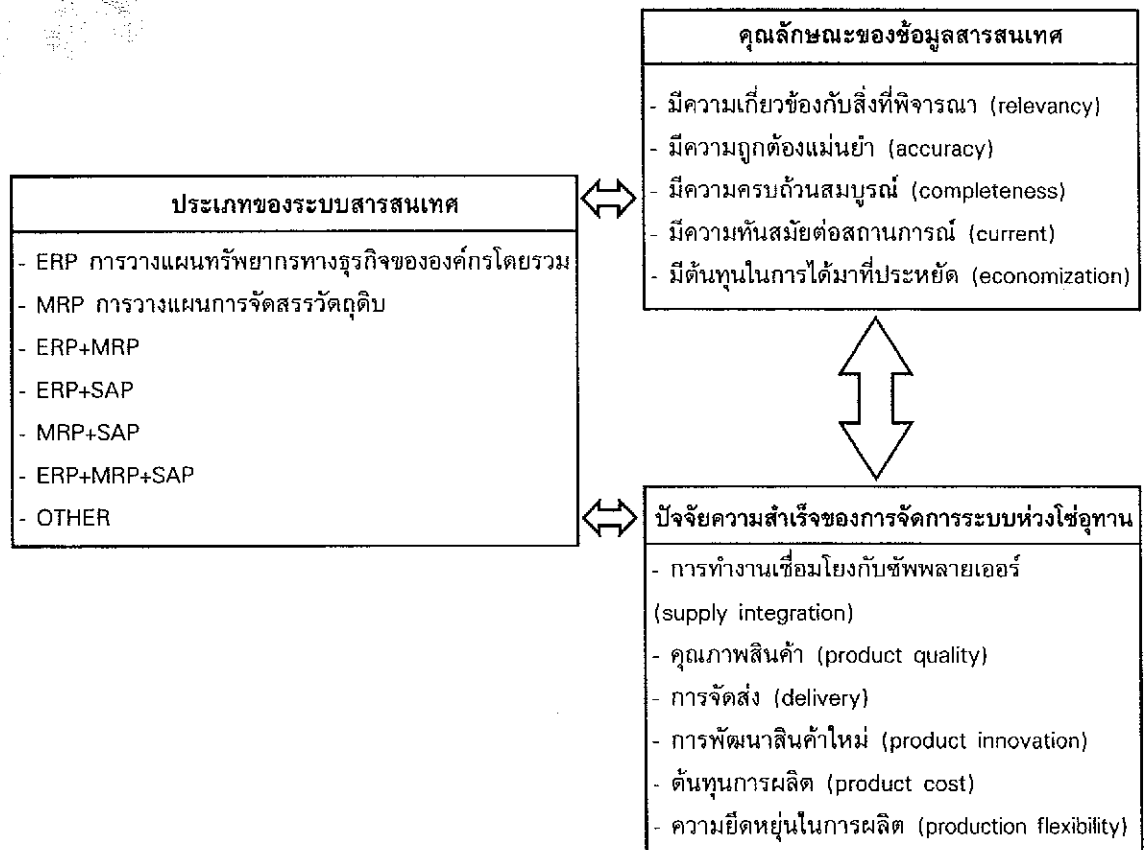 คุณลักษณะของข้อมูลสารสนเทศ
- มีความเกี่ยวข้องกับสิ่งที่พิจารณา (relevancy)
- มีความถูกต้องแม่นยำ (accuracy)
- มีความครบถ้วนสมบูรณ์ (completeness)
- มีความทันสมัยต่อสถานการณ์ (current)
- มีต้นทุนในการได้มาที่ประหยัด (economization)
ประเภทของระบบสารสนเทศ
- ERP การวางแผนทรัพยากรทางธุรกิจขององค์กรโดยรวม
- MRP การวางแผนการจัดสรรวัตถุดิบ
- ERP+MRP
- ERP+SAP
- MRP+SAP
- ERP+MRP+SAP
- OTHER
ปัจจัยความสำเร็จของการจัดการระบบห่วงโซ่อุทาน
- การทำงานเชื่อมโยงกับซัพพลายเออร์
(supply integration)
- คุณภาพสินค้า (product quality)
- การจัดส่ง (delivery)
- การพัฒนาสินค้าใหม่ (product innovation)
- ต้นทุนการผลิต (product cost)
- ความยืดหยุ่นในการผลิต (production flexibility)